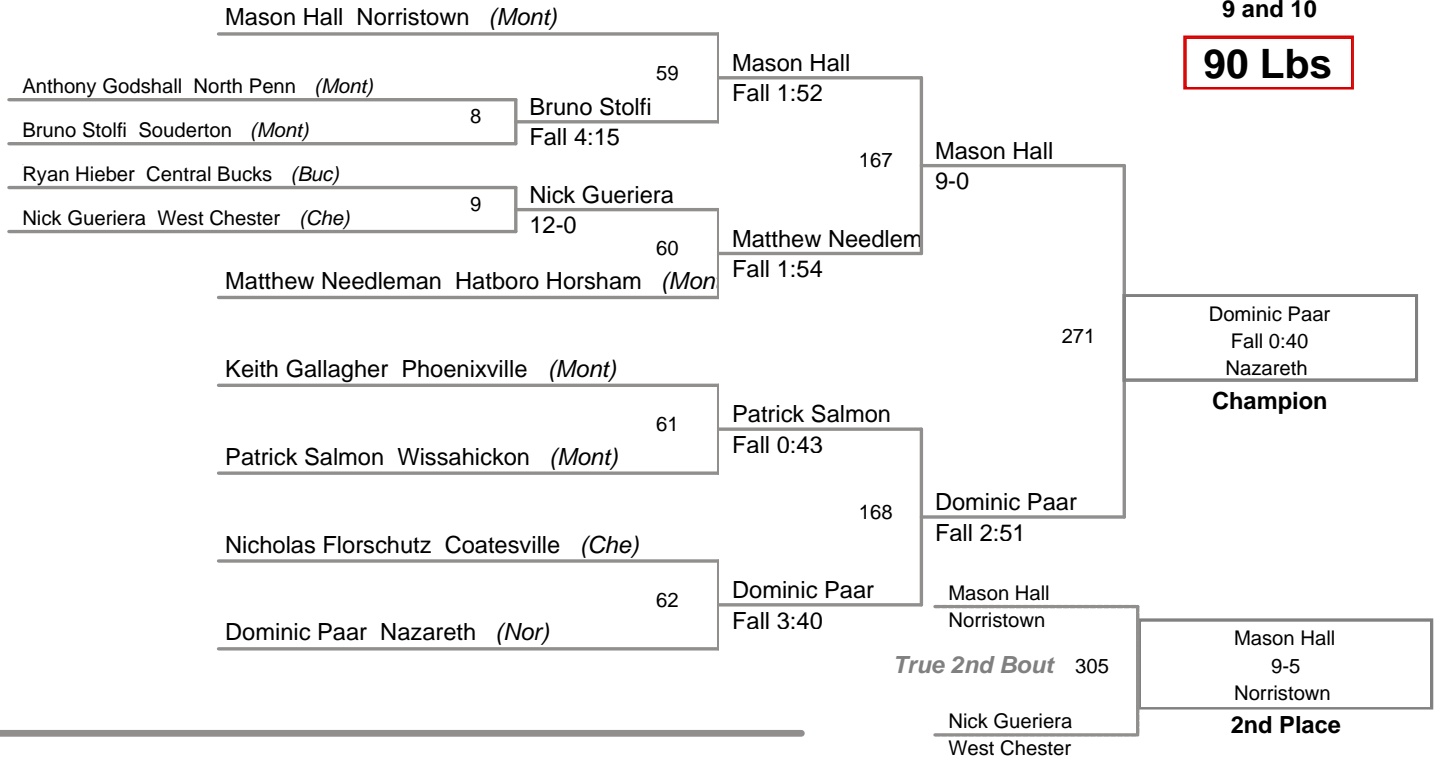 9 and 10
90 Lbs
Mason Hall Norristown (Mont)
59
Mason Hall
Fall 1:52
Anthony Godshall North Penn (Mont)
8
Bruno Stolfi
Fall 4:15
Bruno Stolfi Souderton (Mont)
167
Mason Hall
9-0
Ryan Hieber Central Bucks (Buc)
9
Nick Gueriera
12-0
Nick Gueriera West Chester (Che)
60
Matthew Needlem
Fall 1:54
Matthew Needleman Hatboro Horsham (Mont
271
Dominic Paar
Fall 0:40
Nazareth
Champion
Keith Gallagher Phoenixville (Mont)
61
Patrick Salmon
Fall 0:43
Patrick Salmon Wissahickon (Mont)
168
Dominic Paar
Fall 2:51
Nicholas Florschutz Coatesville (Che)
62
Dominic Paar
Fall 3:40
Dominic Paar Nazareth (Nor)
Mason Hall
Norristown
True 2nd Bout 305
Nick Gueriera
West Chester
Mason Hall
9-5
Norristown
2nd Place